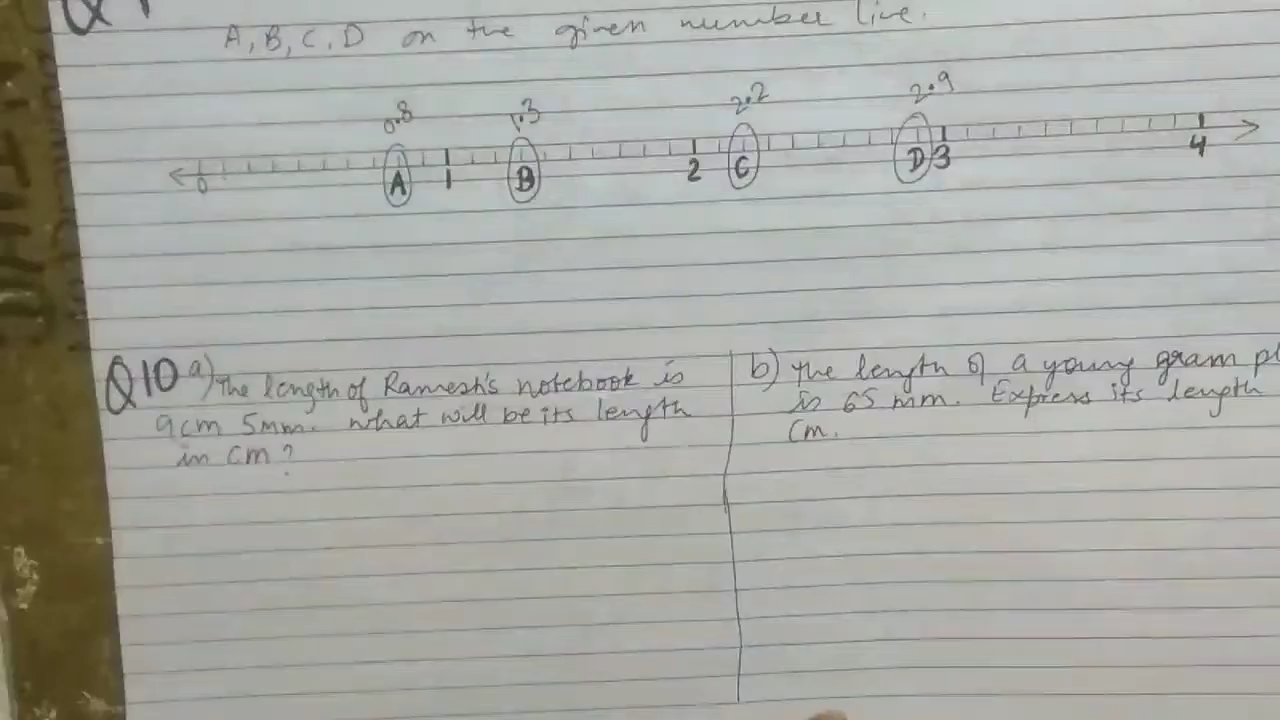 A, B, C, D on the given number line.
0.8 1.3 2.2 2.9
0 A 1 B 2 C D 3 4
Q10 a) The length of Ramesh's notebook is
9cm 5mm. what will be its length
in cm?
b) the length of a young gram
is 65 mm. Express its length
cm.